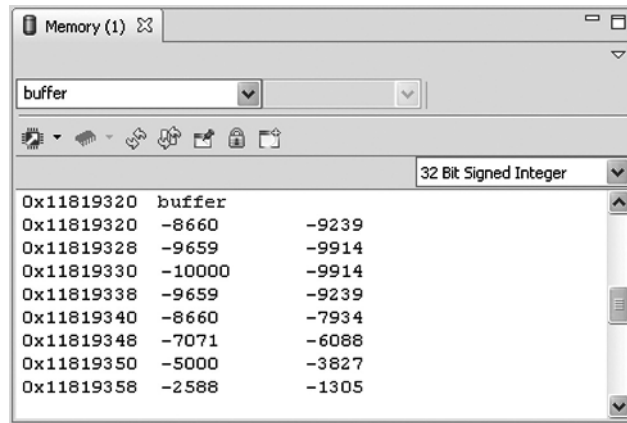 Memory (1)
buffer
32 Bit Signed Integer
0x11819320 buffer
0x11819320 -8660 -9239
0x11819328 -9659 -9914
0x11819330 -10000 -9914
0x11819338 -9659 -9239
0x11819340 -8660 -7934
0x11819348 -7071 -6088
0x11819350 -5000 -3827
0x11819358 -2588 -1305